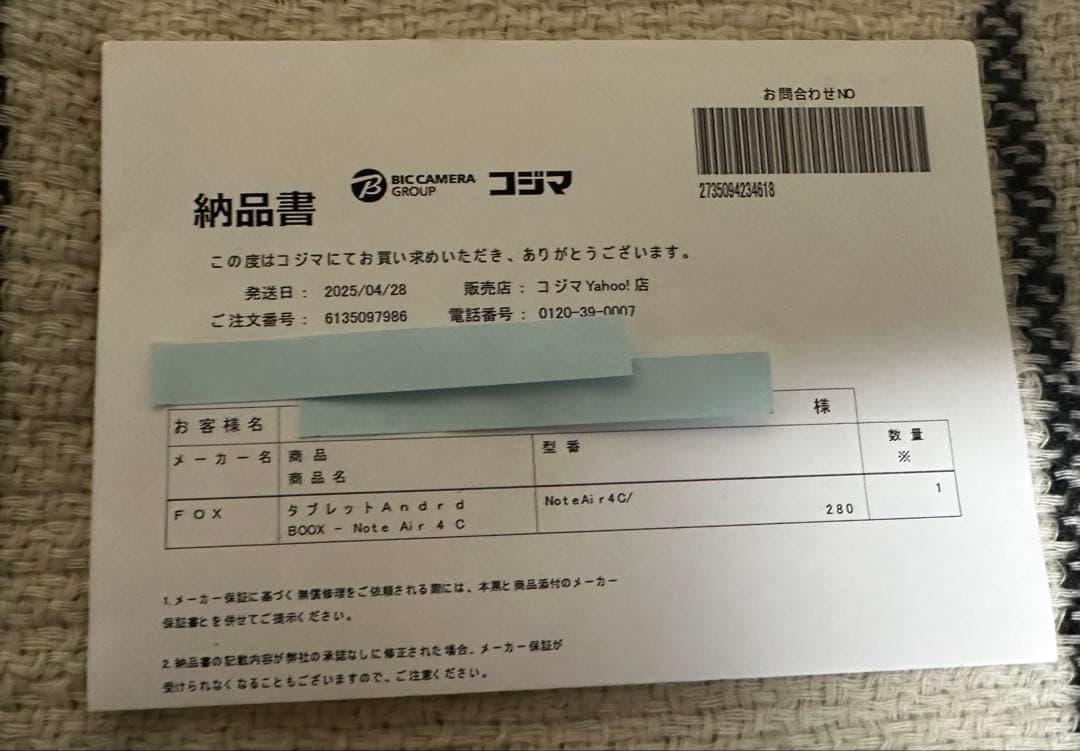 お問合わせNO
2735094234618
納品書 BIC CAMERA GROUP コジマ
この度はコジマにてお買い求めいただき、ありがとうございます。
発送日： 2025/04/28 販売店： コジマYahoo!店
ご注文番号： 6135097986 電話番号： 0120-39-0007
お客様名 様
メーカー名 商品 型番 数量
商品名 ※
FOX タブレットAndrd NoteAir4C/ 1
BOOX - Note Air 4 C 280
1.メーカー保証に基づく無償修理をご依頼される際には、本票と商品添付のメーカー
保証書とを併せてご提示ください。
2.納品書の記載内容が弊社の承諾なしに修正された場合、メーカー保証が
受けられなくなることもございますので、ご注意ください。